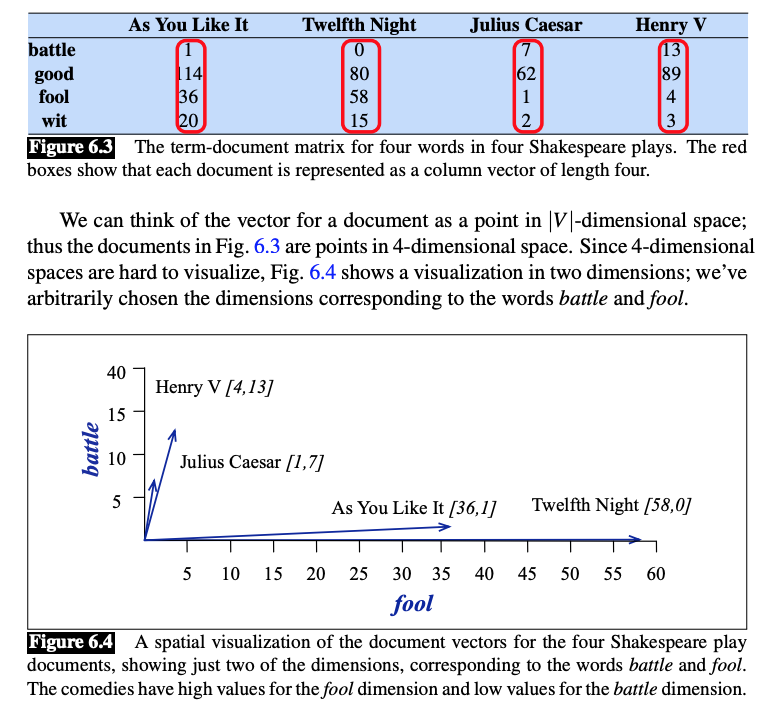 As You Like It Twelfth Night Julius Caesar Henry V
battle 1 0 7 13
good 114 80 62 89
fool 36 58 1 4
wit 20 15 2 3
Figure 6.3 The term-document matrix for four words in four Shakespeare plays. The red
boxes show that each document is represented as a column vector of length four.
We can think of the vector for a document as a point in |V|-dimensional space;
thus the documents in Fig. 6.3 are points in 4-dimensional space. Since 4-dimensional
spaces are hard to visualize, Fig. 6.4 shows a visualization in two dimensions; we’ve
arbitrarily chosen the dimensions corresponding to the words battle and fool.
40
Henry V [4,13]
15
battle
10
Julius Caesar [1,7]
5
As You Like It [36,1] Twelfth Night [58,0]
5 10 15 20 25 30 35 40 45 50 55 60
fool
Figure 6.4 A spatial visualization of the document vectors for the four Shakespeare play
documents, showing just two of the dimensions, corresponding to the words battle and fool.
The comedies have high values for the fool dimension and low values for the battle dimension.